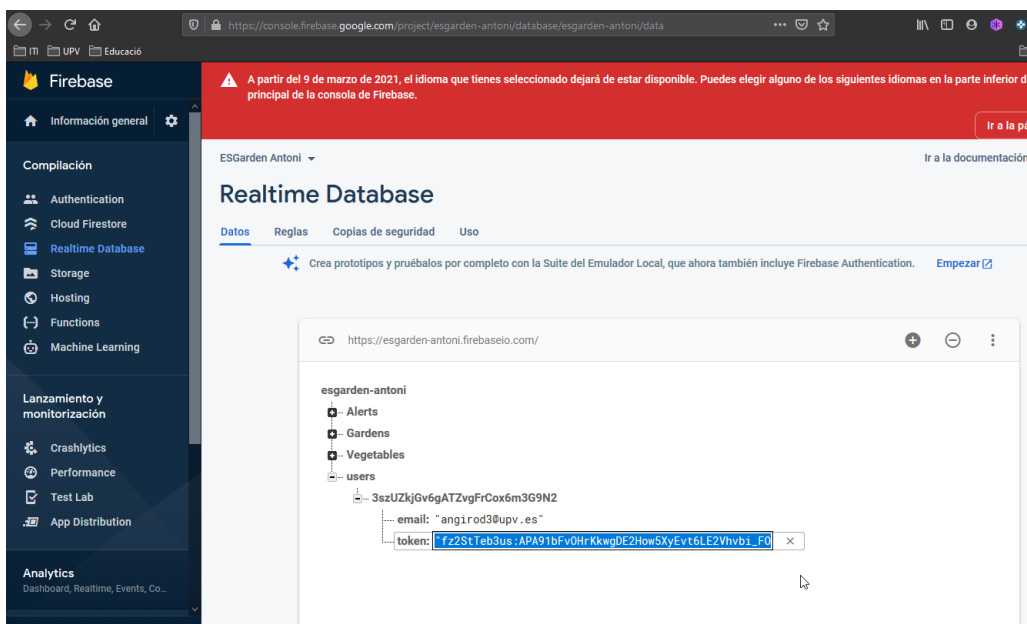 https://console.firebase.google.com/project/esgarden-antoni/database/esgarden-antoni/data
ITI UPV Educació
Firebase
A partir del 9 de marzo de 2021, el idioma que tienes seleccionado dejará de estar disponible. Puedes elegir alguno de los siguientes idiomas en la parte inferior d
principal de la consola de Firebase.
Ir a la pá
Información general
Compilación
Authentication
Cloud Firestore
Realtime Database
Storage
Hosting
Functions
Machine Learning
Lanzamiento y
monitorización
Crashlytics
Performance
Test Lab
App Distribution
Analytics
Dashboard, Realtime, Events, Co...
ESGarden Antoni
Ir a la documentación
Realtime Database
Datos Reglas Copias de seguridad Uso
Crea prototipos y pruébalos por completo con la Suite del Emulador Local, que ahora también incluye Firebase Authentication. Empezar
https://esgarden-antoni.firebaseio.com/
esgarden-antoni
Alerts
Gardens
Vegetables
users
3szUZkjGv6gATZvgFrCox6m3G9N2
email: "angirod3@upv.es"
token: "fz2StTeb3us:APA91bFvOHrKkwgDE2How5XyEvt6LE2Vhvbi_FO